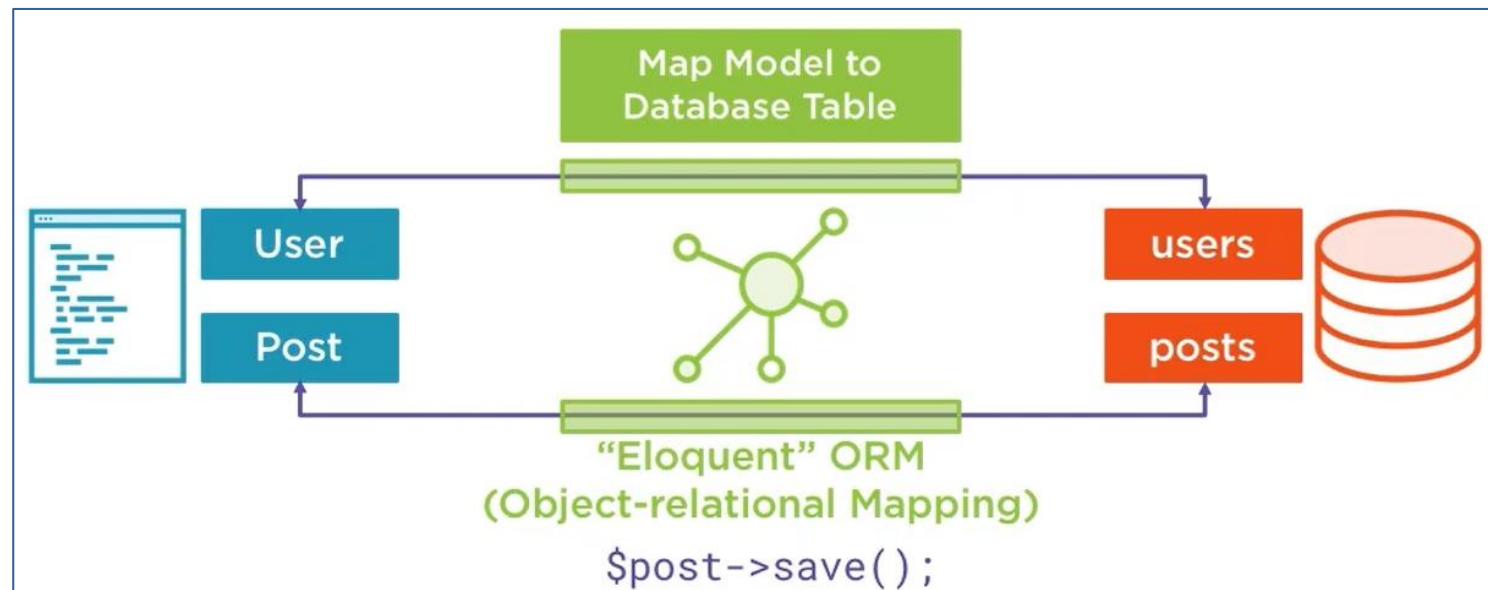 Map Model to
Database Table
User
users
Post
posts
“Eloquent” ORM
(Object-relational Mapping)
$post->save();